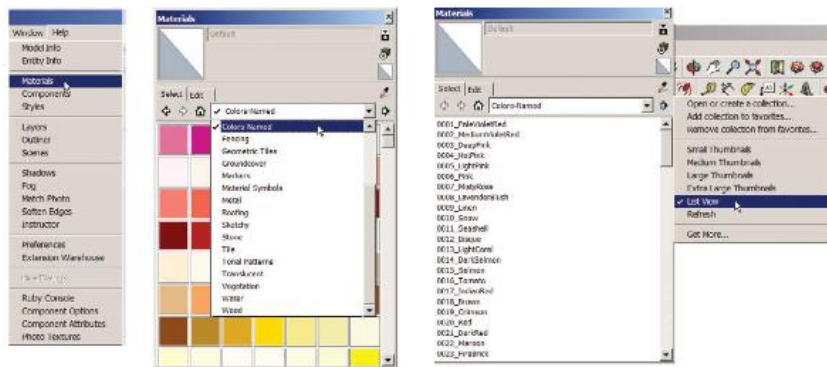 Window Help
Model Info
Entity Info
Materials
Components
Styles
Layers
Outliner
Scenes
Shadows
Fog
Match Photo
Soften Edges
Instructor
Preferences
Extension Warehouse
Hide Dialogs
Ruby Console
Component Options
Component Attributes
Photo Textures
Materials
Default
Select Edit
Colors-Named
Colors-Named
Fencing
Geometric Tiles
Groundcover
Markers
Material Symbols
Metal
Roofing
Sketchy
Stone
Tile
Tonal Patterns
Translucent
Vegetation
Water
Wood
Materials
Default
Select Edit
Colors-Named
0001_PaleVioletRed
0002_MediumVioletRed
0003_DeepPink
0004_HotPink
0005_LightPink
0006_Pink
0007_MistyRose
0008_LavenderBlush
0009_Linen
0010_Snow
0011_Seashell
0012_Bisque
0013_LightCoral
0014_DarkSalmon
0015_Salmon
0016_Tomato
0017_IndianRed
0018_Brown
0019_Crimson
0020_Red
0021_DarkRed
0022_Maroon
0023_FireBrick
Open or create a collection...
Add collection to favorites...
Remove collection from favorites...
Small Thumbnails
Medium Thumbnails
Large Thumbnails
Extra Large Thumbnails
List View
Refresh
Get More...